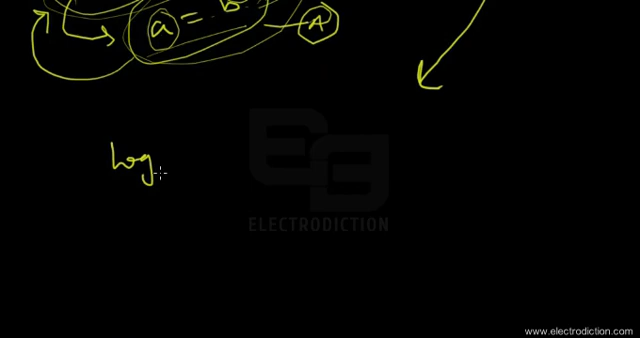 a = b
A
log
ELECTRODICTION
www.electrodiction.com